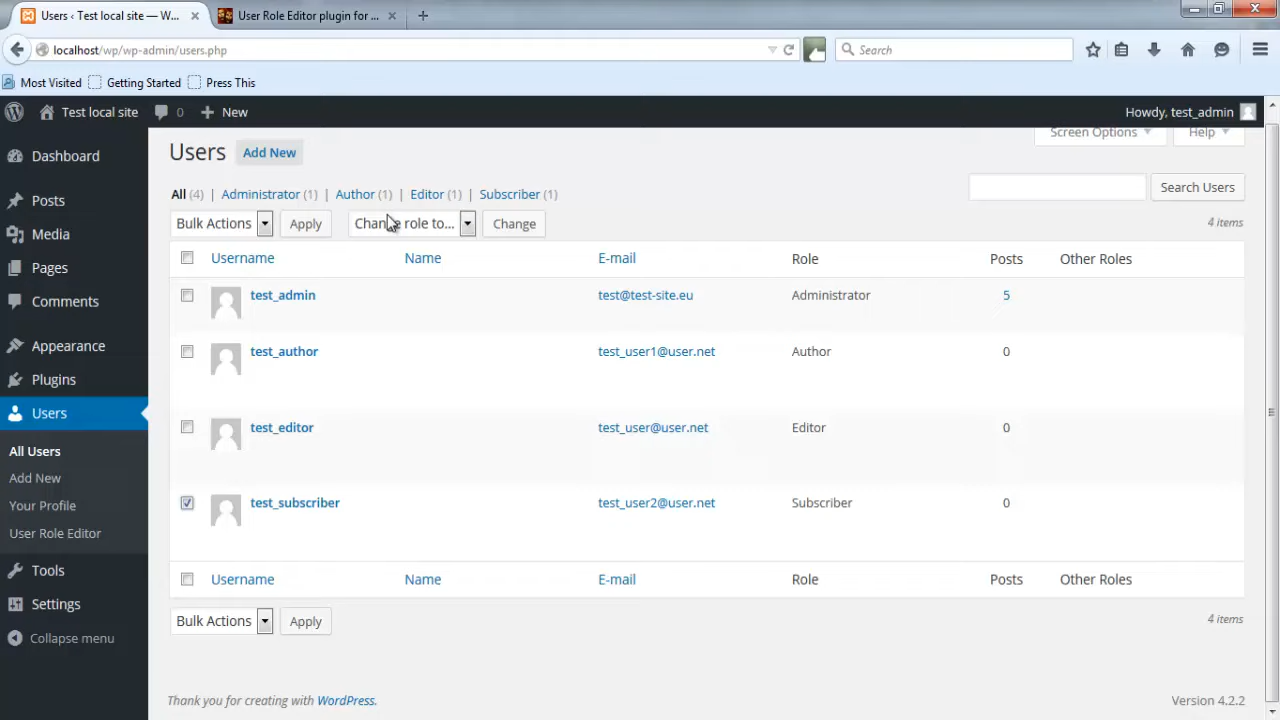 Users ‹ Test local site — W...
User Role Editor plugin for ...
localhost/wp/wp-admin/users.php
Search
Most Visited
Getting Started
Press This
Test local site
0
New
Howdy, test_admin
Dashboard
Posts
Media
Pages
Comments
Appearance
Plugins
Users
All Users
Add New
Your Profile
User Role Editor
Tools
Settings
Collapse menu
Screen Options
Help
Users Add New
All (4) | Administrator (1) | Author (1) | Editor (1) | Subscriber (1)
Search Users
Bulk Actions Apply Change role to... Change 4 items
Username Name E-mail Role Posts Other Roles
test_admin test@test-site.eu Administrator 5
test_author test_user1@user.net Author 0
test_editor test_user@user.net Editor 0
test_subscriber test_user2@user.net Subscriber 0
Username Name E-mail Role Posts Other Roles
Bulk Actions Apply 4 items
Thank you for creating with WordPress. Version 4.2.2